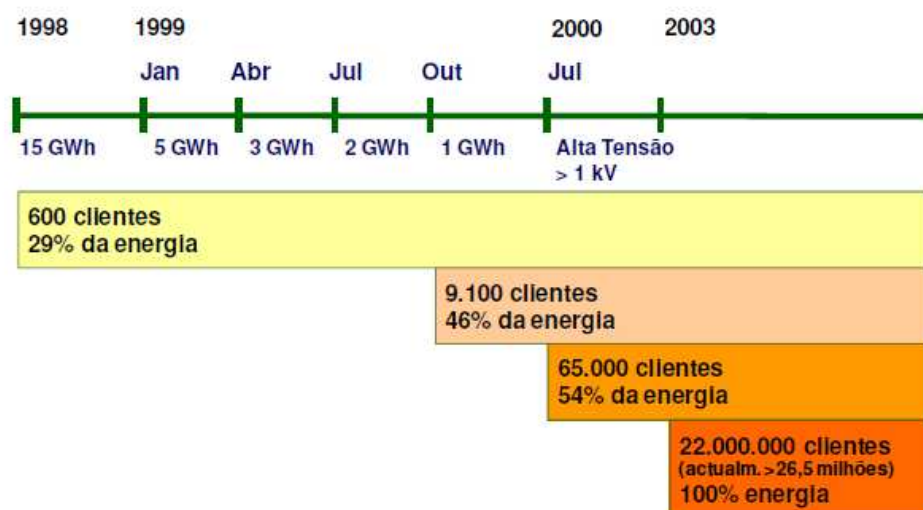 1998 1999 2000 2003
Jan Abr Jul Out Jul
15 GWh 5 GWh 3 GWh 2 GWh 1 GWh Alta Tensão
> 1 kV
600 clientes
29% da energia
9.100 clientes
46% da energia
65.000 clientes
54% da energia
22.000.000 clientes
(actualm. >26,5 milhões)
100% energia